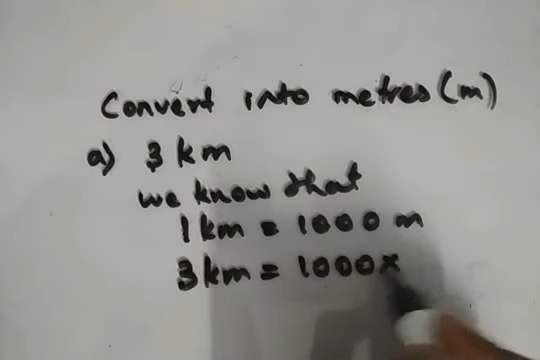 Convert into metres (m)
a) 3 km
we know that
1 km = 1000 m
3 km = 1000 x